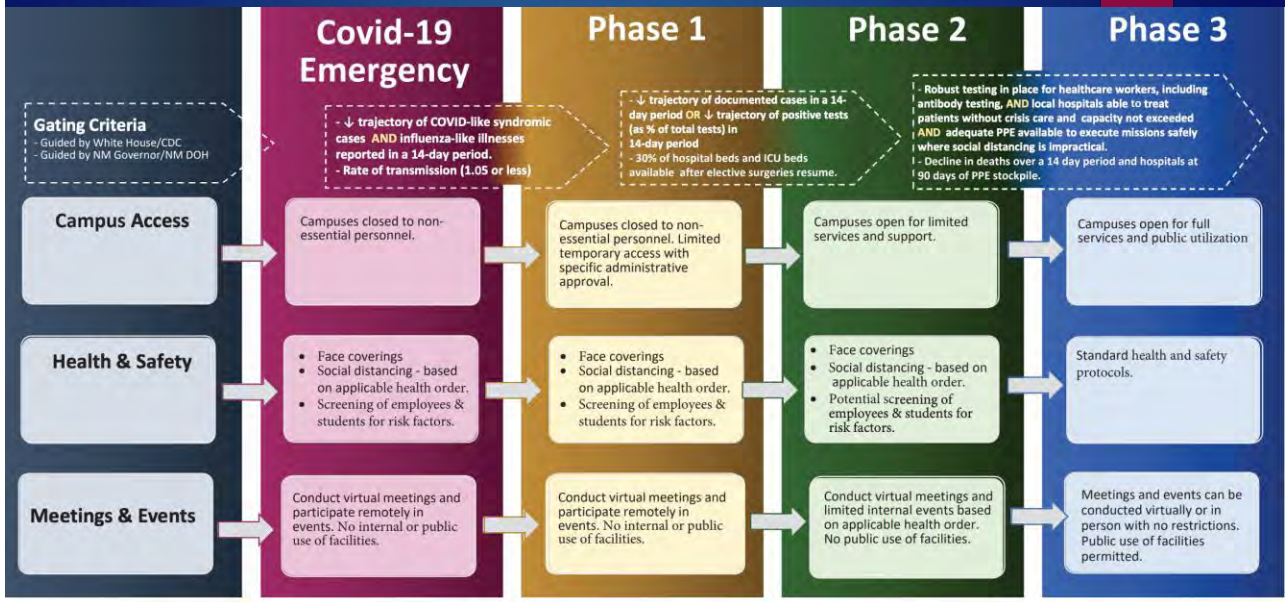 Covid-19
Emergency
Phase 1
Phase 2
Phase 3
Gating Criteria
- Guided by White House/CDC
- Guided by NM Governor/NM DOH
- ↓ trajectory of COVID-like syndromic
cases AND influenza-like illnesses
reported in a 14-day period.
- Rate of transmission (1.05 or less)
- ↓ trajectory of documented cases in a 14-
day period OR ↓ trajectory of positive tests
(as % of total tests) in
14-day period
- 30% of hospital beds and ICU beds
available after elective surgeries resume.
- Robust testing in place for healthcare workers, including
antibody testing, AND local hospitals able to treat
patients without crisis care and capacity not exceeded
AND adequate PPE available to execute missions safely
where social distancing is impractical.
- Decline in deaths over a 14 day period and hospitals at
90 days of PPE stockpile.
Campus Access
Campuses closed to non-
essential personnel.
Campuses closed to non-
essential personnel. Limited
temporary access with
specific administrative
approval.
Campuses open for limited
services and support.
Campuses open for full
services and public utilization
Health & Safety
• Face coverings
• Social distancing - based
on applicable health order.
• Screening of employees &
students for risk factors.
• Face coverings
• Social distancing - based
on applicable health order.
• Screening of employees &
students for risk factors.
• Face coverings
• Social distancing - based on
applicable health order.
• Potential screening of
employees & students for
risk factors.
Standard health and safety
protocols.
Meetings & Events
Conduct virtual meetings and
participate remotely in
events. No internal or public
use of facilities.
Conduct virtual meetings and
participate remotely in
events. No internal or public
use of facilities.
Conduct virtual meetings and
limited internal events based
on applicable health order.
No public use of facilities.
Meetings and events can be
conducted virtually or in
person with no restrictions.
Public use of facilities
permitted.